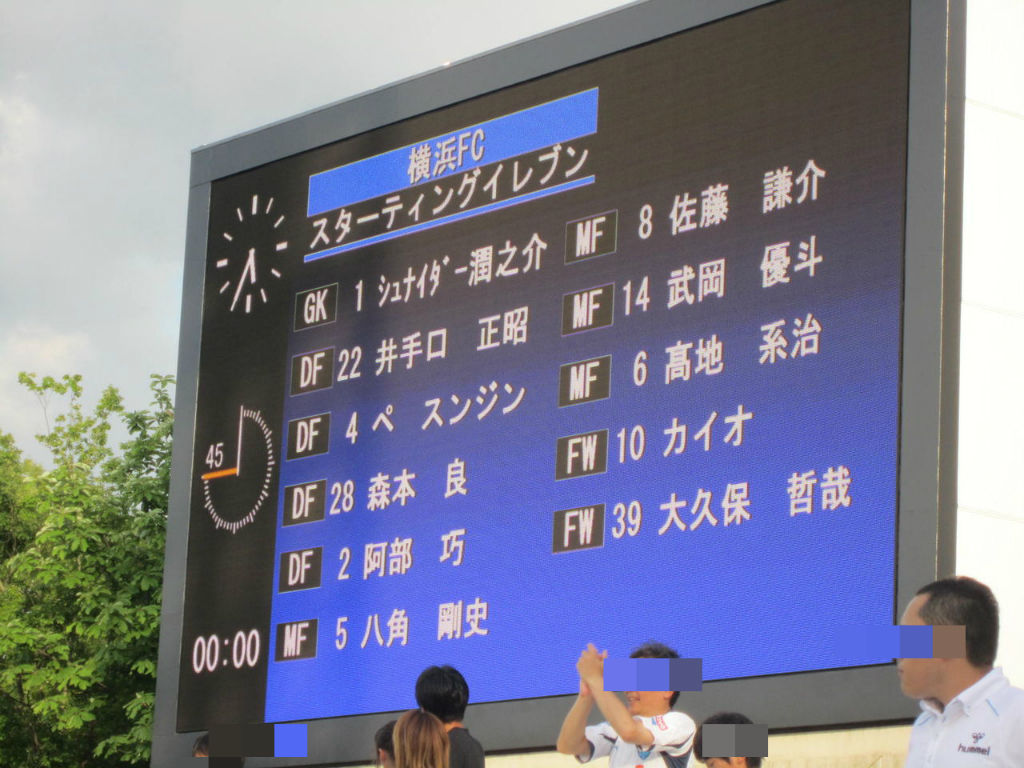 横浜FC
スターティングイレブン
GK 1 ｼｭﾅｲﾀﾞｰ潤之介
DF 22 井手口 正昭
DF 4 ペ スンジン
DF 28 森本 良
DF 2 阿部 巧
MF 5 八角 剛史
MF 8 佐藤 謙介
MF 14 武岡 優斗
MF 6 高地 系治
FW 10 カイオ
FW 39 大久保 哲哉
45
00:00
hummel